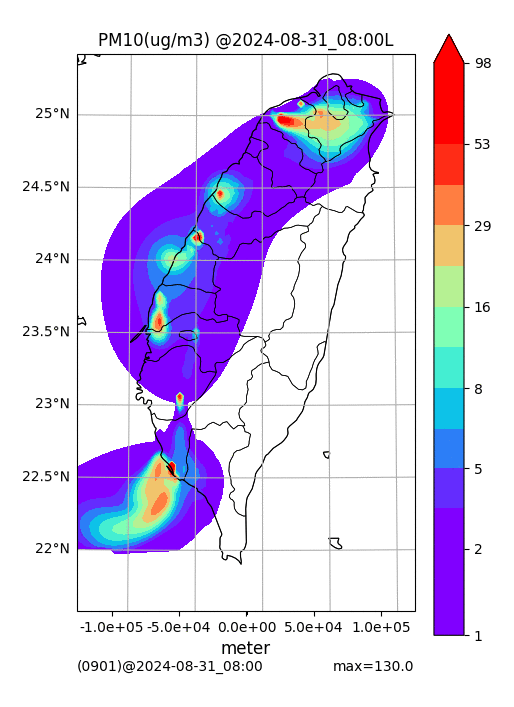 PM10(ug/m3) @2024-08-31_08:00L
98
53
29
16
8
5
2
1
25°N
24.5°N
24°N
23.5°N
23°N
22.5°N
22°N
-1.0e+05 -5.0e+04 0.0e+00 5.0e+04 1.0e+05
meter
(0901)@2024-08-31_08:00 max=130.0